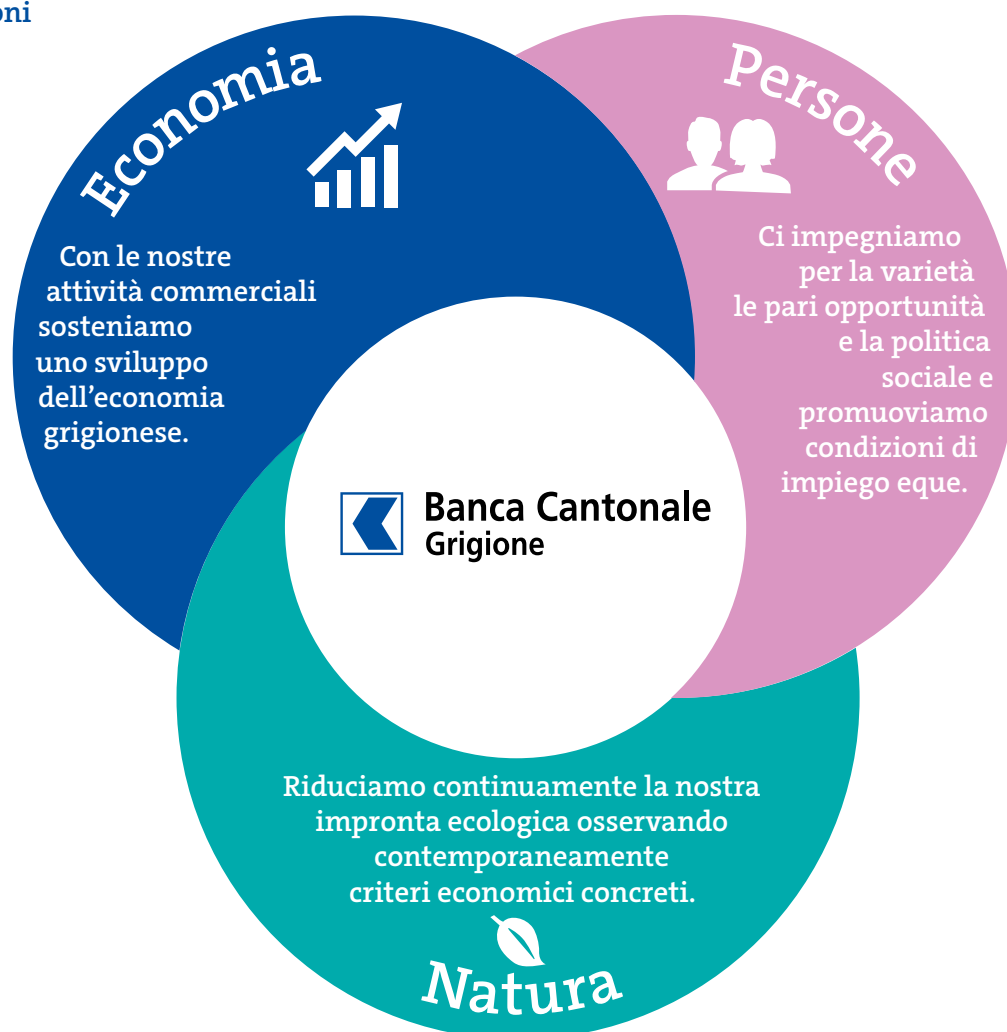 Economia
Con le nostre
attività commerciali
sosteniamo
uno sviluppo
dell’economia
grigionese.
Persone
Ci impegniamo
per la varietà
le pari opportunità
e la politica
sociale e
promuoviamo
condizioni di
impiego eque.
Banca Cantonale
Grigione
Riduciamo continuamente la nostra
impronta ecologica osservando
contemporaneamente
criteri economici concreti.
Natura